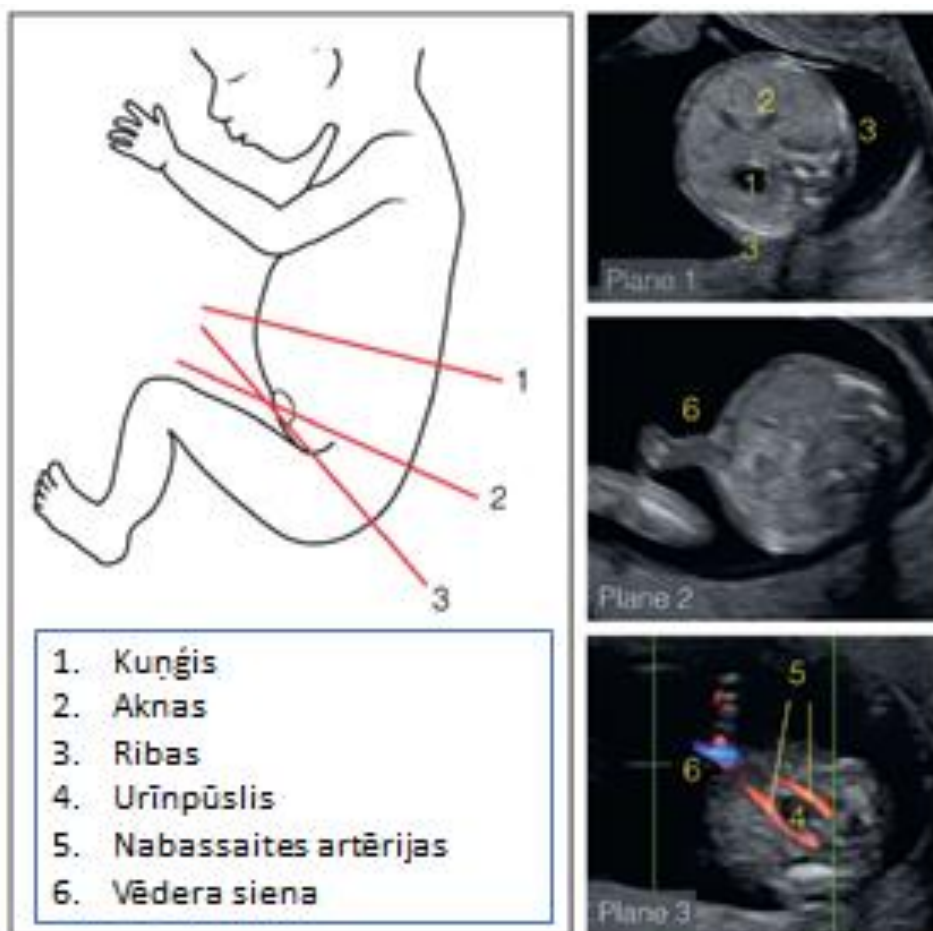 1
2
3
1. Kuņģis
2. Aknas
3. Ribas
4. Urīnpūslis
5. Nabassaites artērijas
6. Vēdera siena
2
3
1
3
Plane 1
6
Plane 2
5
6
4
Plane 3